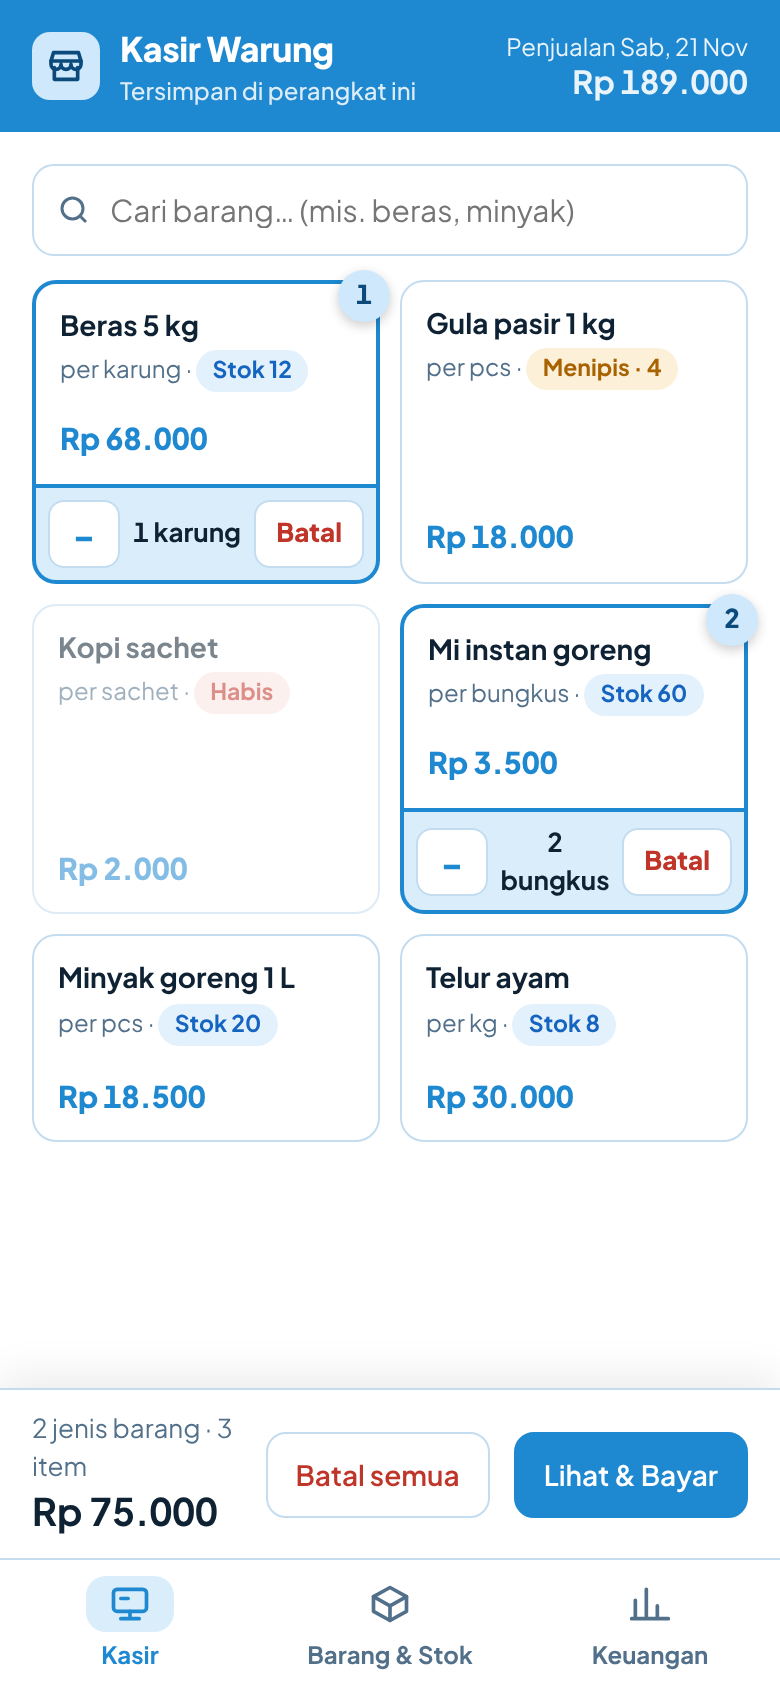 Kasir Warung
Tersimpan di perangkat ini
Penjualan Sab, 21 Nov
Rp 189.000
Cari barang... (mis. beras, minyak)
1
Beras 5 kg
per karung · Stok 12
Rp 68.000
– 1 karung Batal
Gula pasir 1 kg
per pcs · Menipis · 4
Rp 18.000
Kopi sachet
per sachet · Habis
Rp 2.000
2
Mi instan goreng
per bungkus · Stok 60
Rp 3.500
– 2
bungkus Batal
Minyak goreng 1 L
per pcs · Stok 20
Rp 18.500
Telur ayam
per kg · Stok 8
Rp 30.000
2 jenis barang · 3
item
Rp 75.000
Batal semua
Lihat & Bayar
Kasir
Barang & Stok
Keuangan